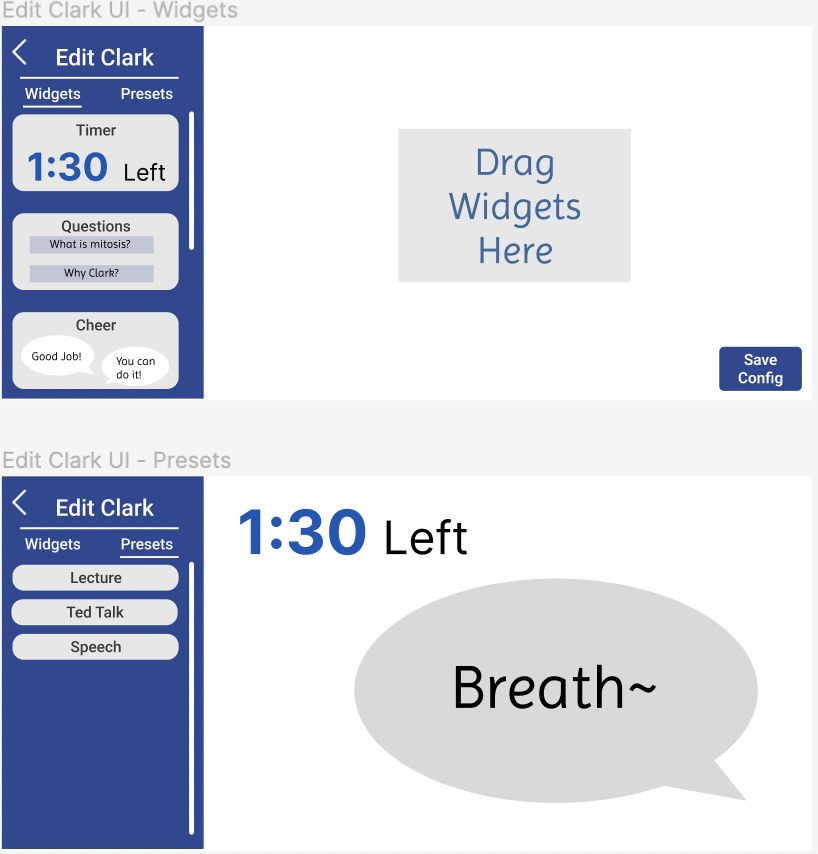 Edit Clark UI - Widgets
Edit Clark
Widgets Presets
Timer
1:30 Left
Questions
What is mitosis?
Why Clark?
Cheer
Good Job!
You can
do it!
Drag
Widgets
Here
Save
Config
Edit Clark UI - Presets
Edit Clark
Widgets Presets
Lecture
Ted Talk
Speech
1:30 Left
Breath~